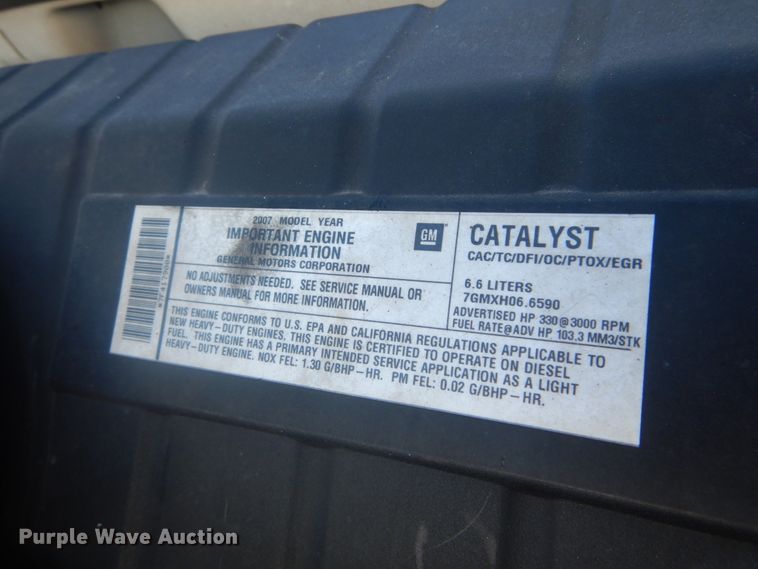 2007 MODEL YEAR
IMPORTANT ENGINE
INFORMATION
GENERAL MOTORS CORPORATION
GM
NO ADJUSTMENTS NEEDED. SEE SERVICE MANUAL OR
OWNERS MANUAL FOR MORE INFORMATION.
CATALYST
CAC/TC/DFI/OC/PTOX/EGR
6.6 LITERS
7GMXH06.6590
ADVERTISED HP 330@3000 RPM
FUEL RATE@ADV HP 103.3 MM3/STK
THIS ENGINE CONFORMS TO U.S. EPA AND CALIFORNIA REGULATIONS APPLICABLE TO
NEW HEAVY-DUTY ENGINES, THIS ENGINE IS CERTIFIED TO OPERATE ON DIESEL
FUEL. THIS ENGINE HAS A PRIMARY INTENDED SERVICE APPLICATION AS A LIGHT
HEAVY-DUTY ENGINE. NOX FEL: 1.30 G/BHP-HR. PM FEL: 0.02 G/BHP-HR.
Purple Wave Auction